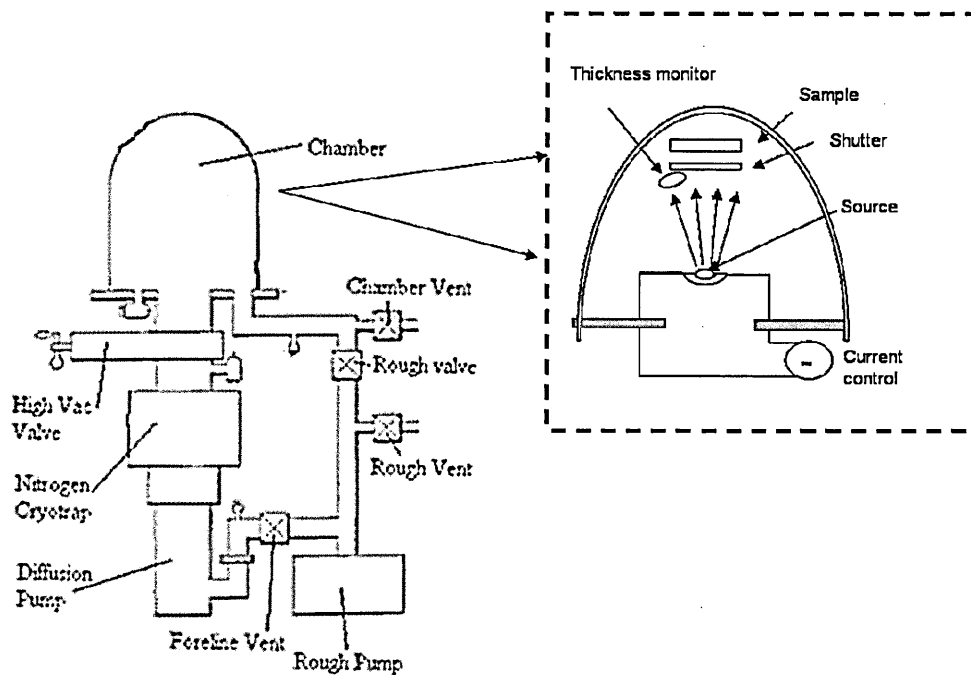 Thickness monitor
Sample
Shutter
Source
Current
control
Chamber
Chamber Vent
Rough valve
Rough Vent
High Vac
Valve
Nitrogen
Cryotrap
Diffusion
Pump
Foreline Vent
Rough Pump